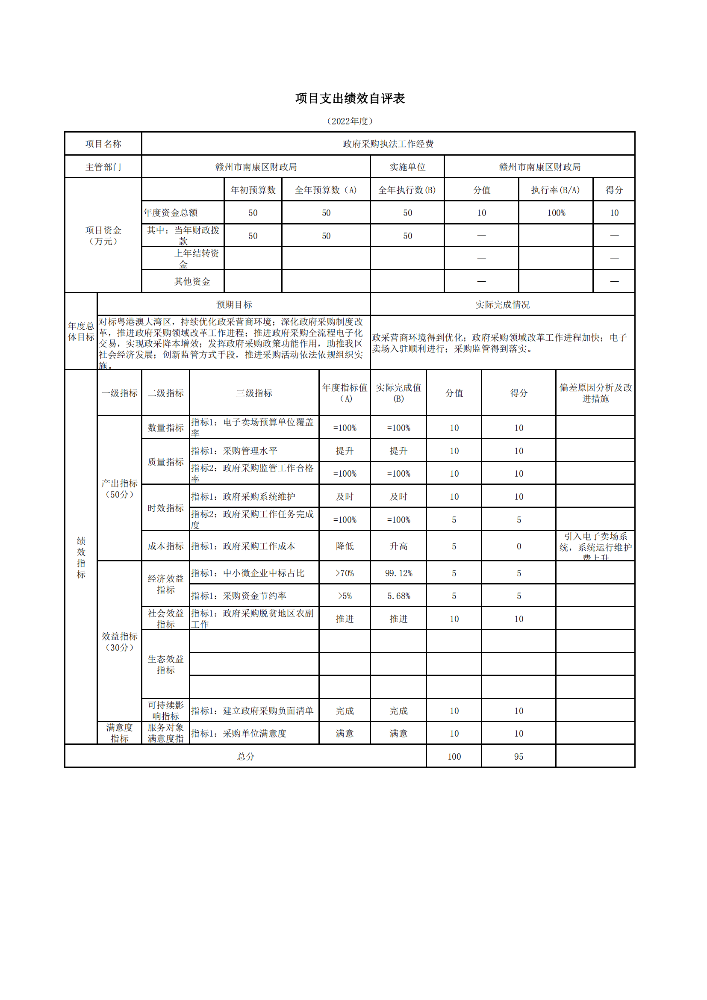 项目支出绩效自评表
（2022年度）
项目名称 政府采购执法工作经费
主管部门 赣州市南康区财政局 实施单位 赣州市南康区财政局
项目资金
（万元）
年初预算数 全年预算数（A) 全年执行数(B) 分值 执行率(B/A) 得分
年度资金总额 50 50 50 10 100% 10
其中：当年财政拨
款
50 50 50 — —
上年结转资
金
— —
其他资金 — —
年度总
体目标
预期目标 实际完成情况
对标粤港澳大湾区，持续优化政采营商环境；深化政府采购制度改
革，推进政府采购领域改革工作进程；推进政府采购全流程电子化
交易，实现政采降本增效；发挥政府采购政策功能作用，助推我区
社会经济发展；创新监管方式手段，推进采购活动依法依规组织实
施。
政采营商环境得到优化；政府采购领域改革工作进程加快；电子
卖场入驻顺利进行；采购监管得到落实。
绩
效
指
标
一级指标 二级指标 三级指标
年度指标值
（A)
实际完成值
(B)
分值 得分
偏差原因分析及改
进措施
产出指标
（50分）
数量指标
指标1：电子卖场预算单位覆盖
率
=100% =100% 10 10
质量指标
指标1：采购管理水平 提升 提升 10 10
指标2：政府采购监管工作合格
率
=100% =100% 10 10
时效指标
指标1：政府采购系统维护 及时 及时 10 10
指标2：政府采购工作任务完成
度
=100% =100% 5 5
成本指标 指标1：政府采购工作成本 降低 升高 5 0
引入电子卖场系
统，系统运行维护
费上升
效益指标
（30分）
经济效益
指标
指标1：中小微企业中标占比 >70% 99.12% 5 5
指标1：采购资金节约率 >5% 5.68% 5 5
社会效益
指标
指标1：政府采购脱贫地区农副
工作
推进 推进 10 10
生态效益
指标
可持续影
响指标
指标1：建立政府采购负面清单 完成 完成 10 10
满意度
指标
服务对象
满意度指
指标1：采购单位满意度 满意 满意 10 10
总分 100 95